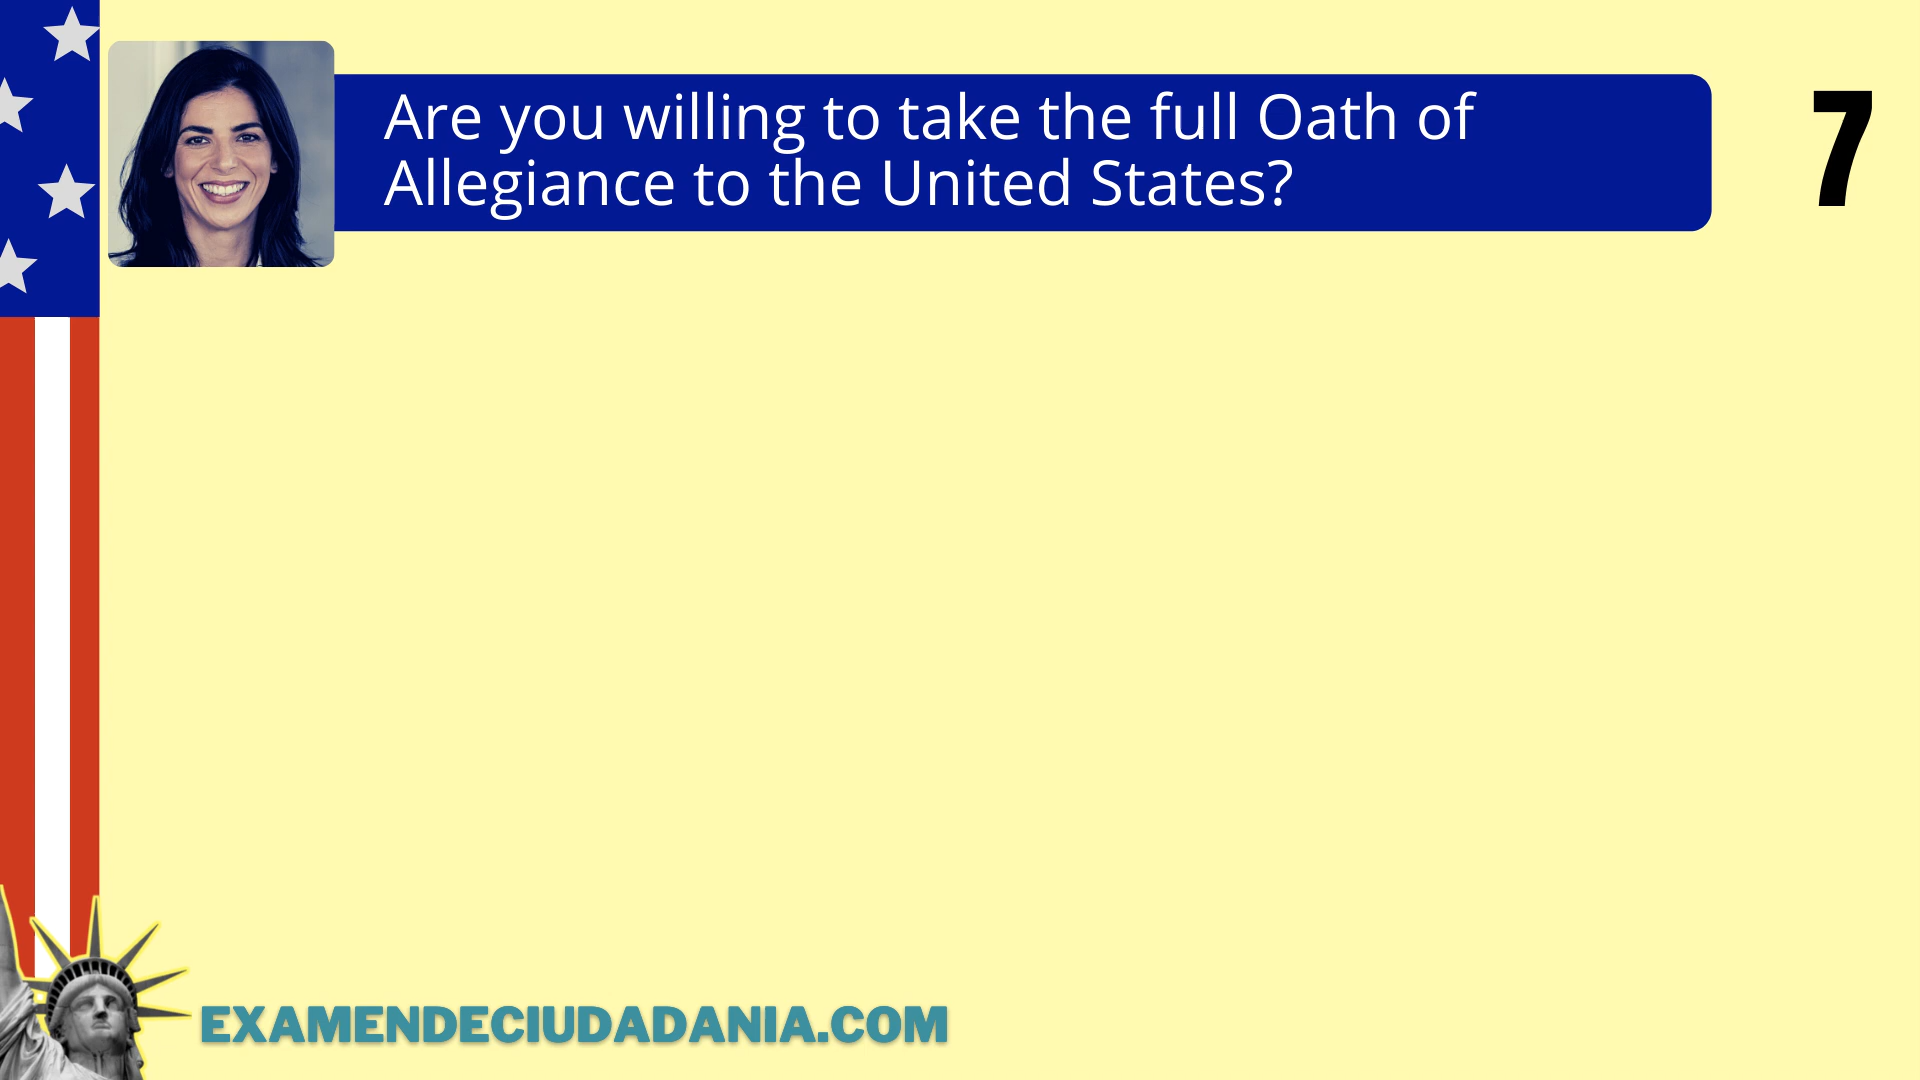 Are you willing to take the full Oath of
Allegiance to the United States?
7
EXAMENDECIUDADANIA.COM